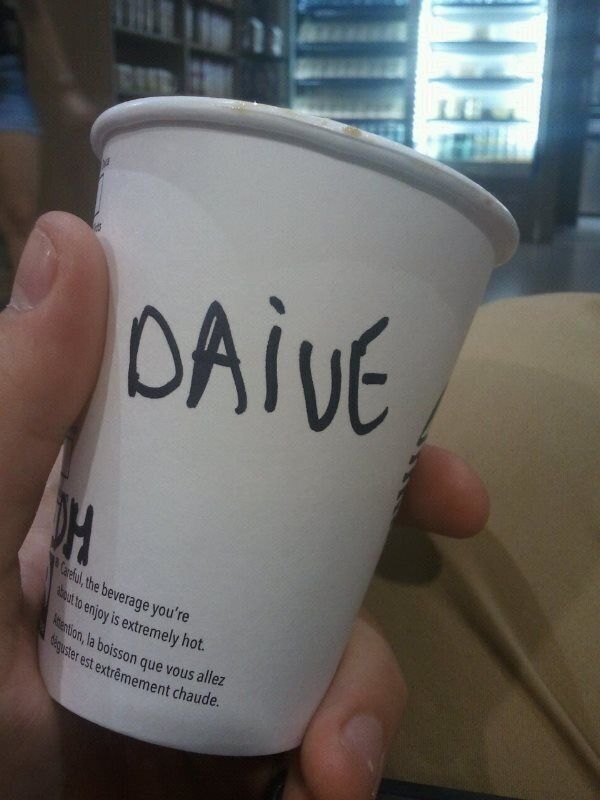 DAiVE
DH
Careful, the beverage you're
about to enjoy is extremely hot.
Attention, la boisson que vous allez
déguster est extrêmement chaude.